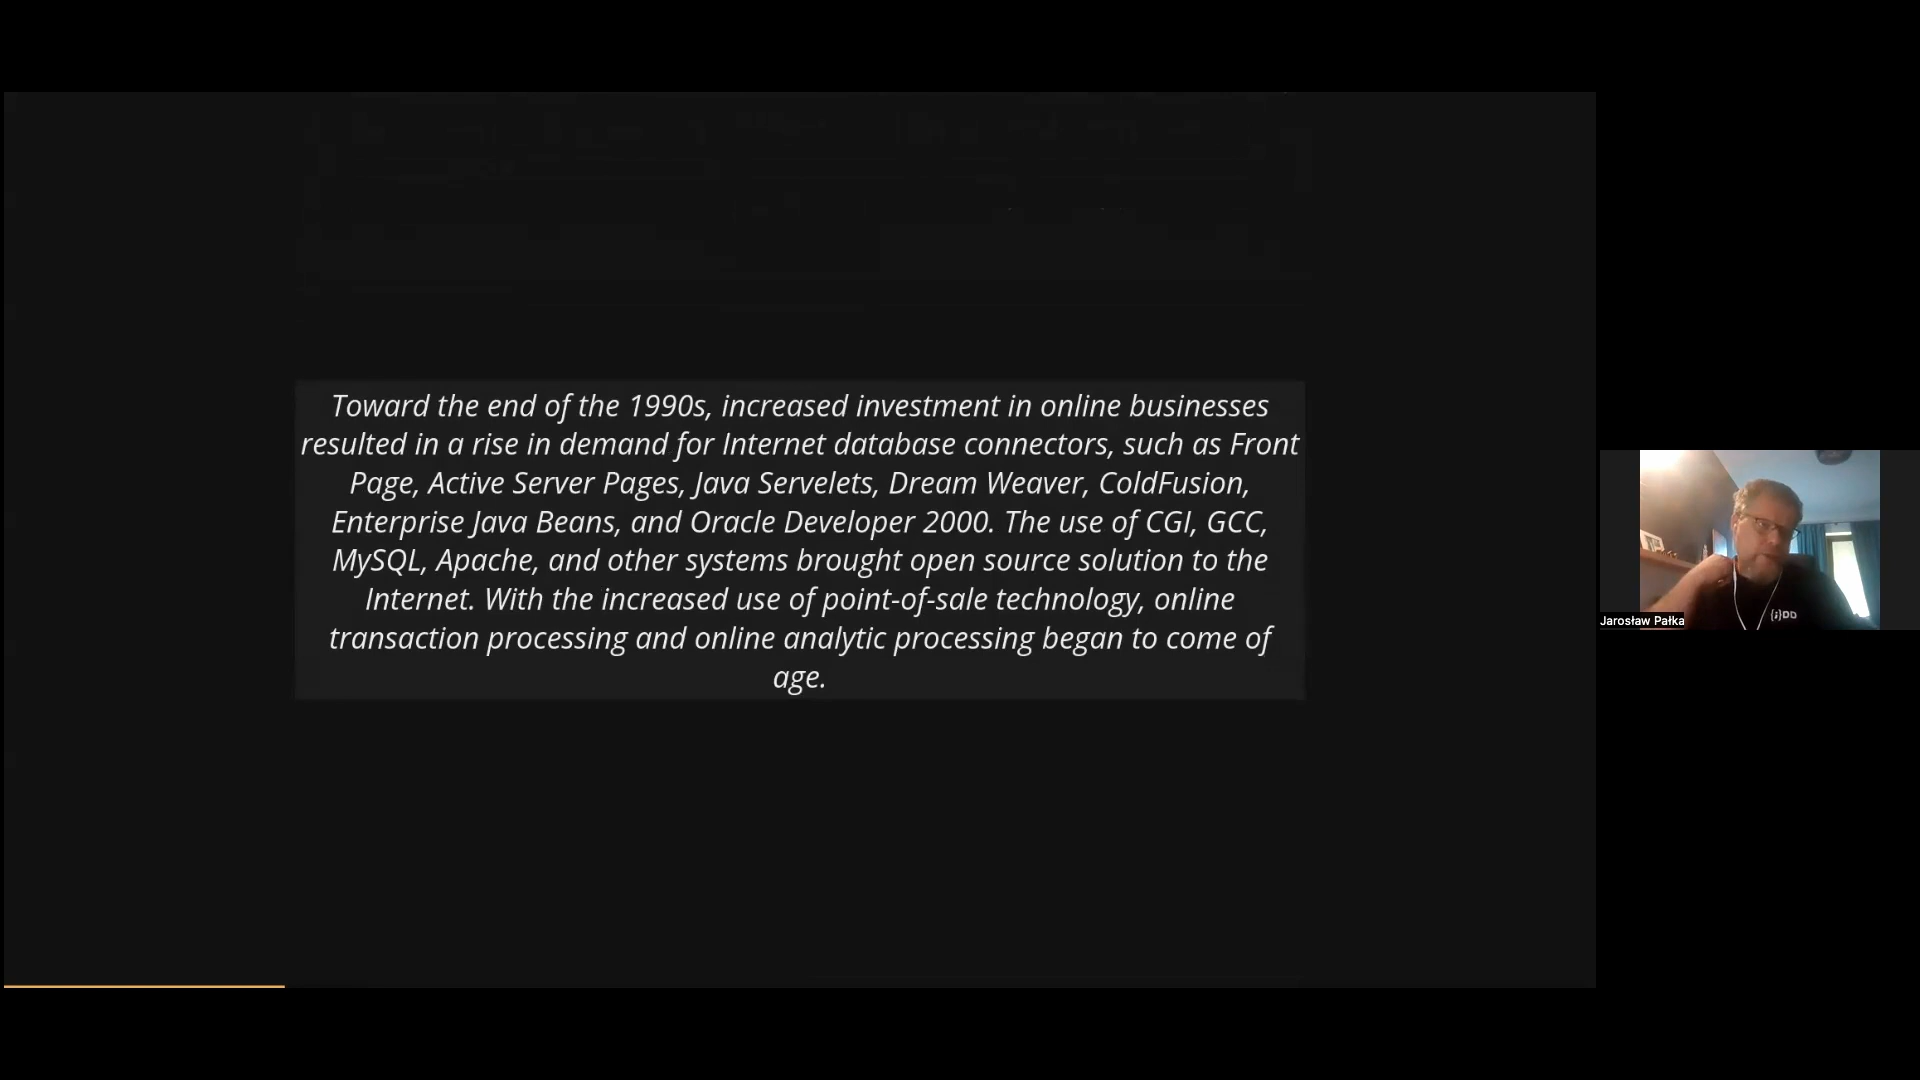 Toward the end of the 1990s, increased investment in online businesses
resulted in a rise in demand for Internet database connectors, such as Front
Page, Active Server Pages, Java Servelets, Dream Weaver, ColdFusion,
Enterprise Java Beans, and Oracle Developer 2000. The use of CGI, GCC,
MySQL, Apache, and other systems brought open source solution to the
Internet. With the increased use of point-of-sale technology, online
transaction processing and online analytic processing began to come of
age.
{j}DD
Jarosław Pałka